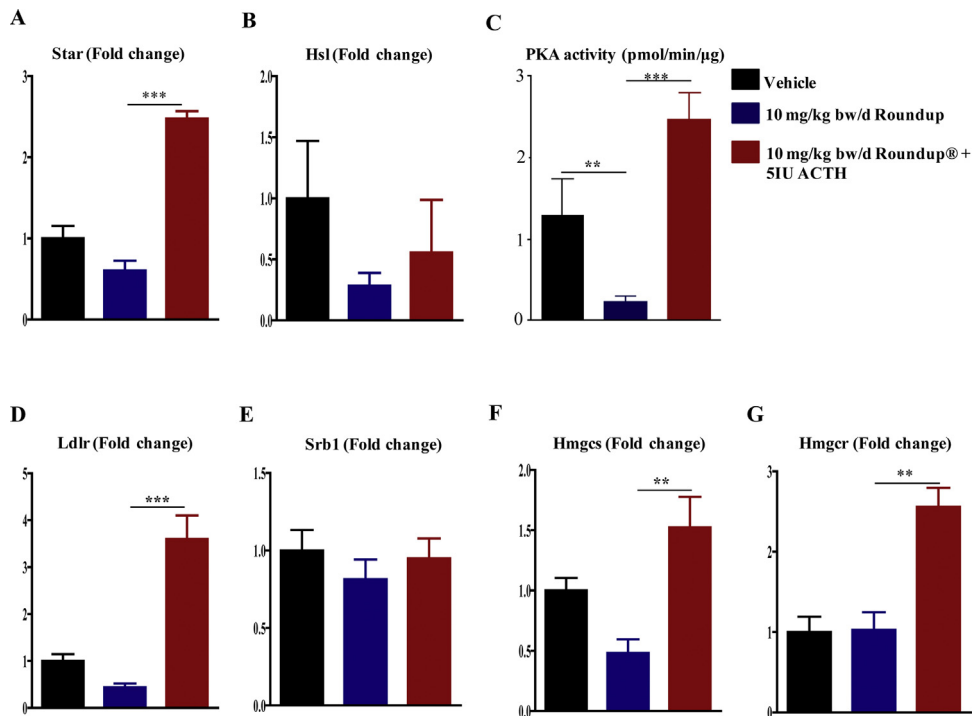 A
Star (Fold change)
3
2
1
0
***
B
Hsl (Fold change)
2.0
1.5
1.0
0.5
0.0
C
PKA activity (pmol/min/µg)
3
2
1
0
**
***
Vehicle
10 mg/kg bw/d Roundup
10 mg/kg bw/d Roundup® +
5IU ACTH
D
Ldlr (Fold change)
5
4
3
2
1
0
***
E
Srb1 (Fold change)
1.5
1.0
0.5
0.0
F
Hmgcs (Fold change)
2.0
1.5
1.0
0.5
0.0
**
G
Hmgcr (Fold change)
3
2
1
0
**